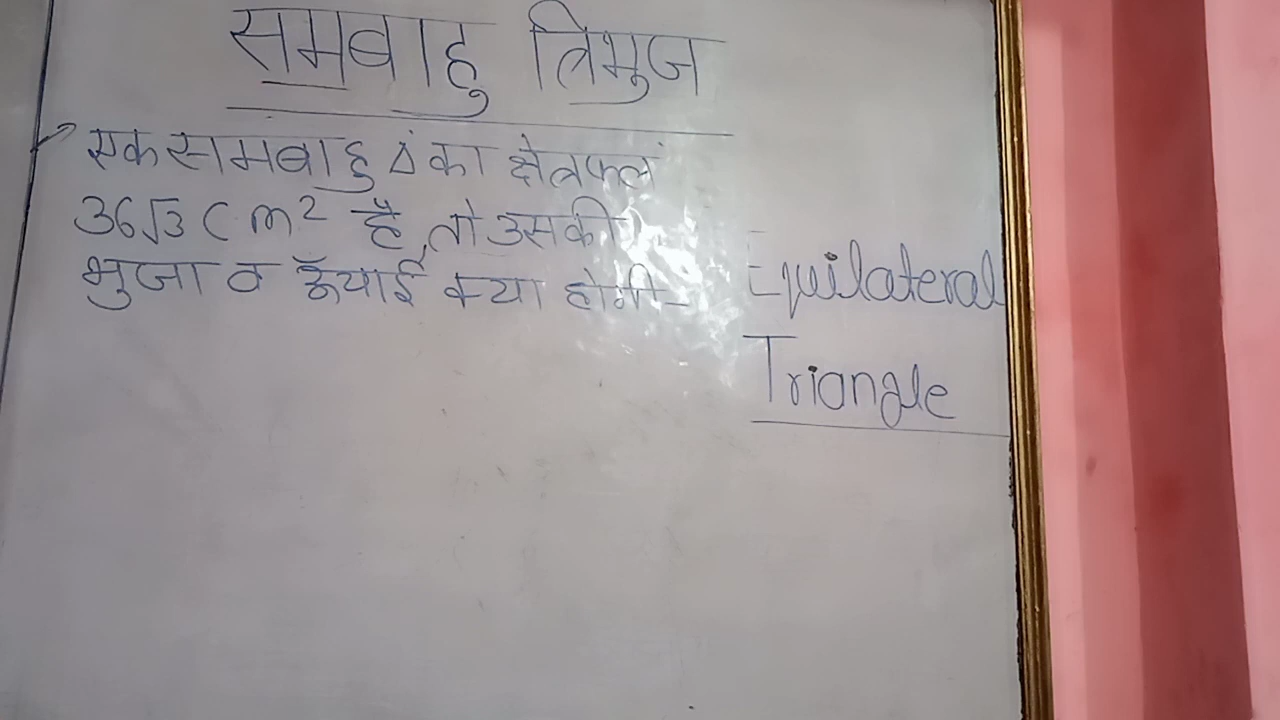 समबाहु त्रिभुज
एक समबाहु Δ का क्षेत्रफल
36√3 cm² है, तो उसकी
भुजा व ऊँचाई क्या होगी-
Equilateral
Triangle